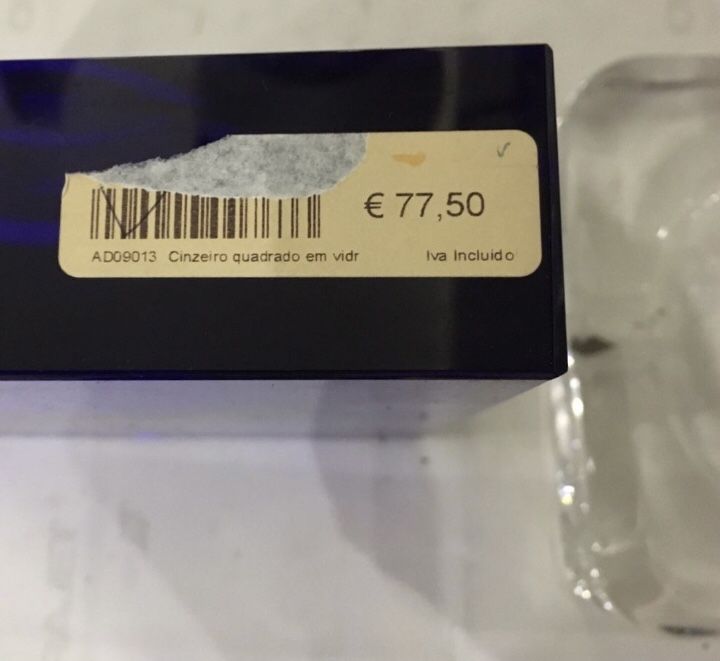 € 77,50
AD09013 Cinzeiro quadrado em vidr Iva Incluido